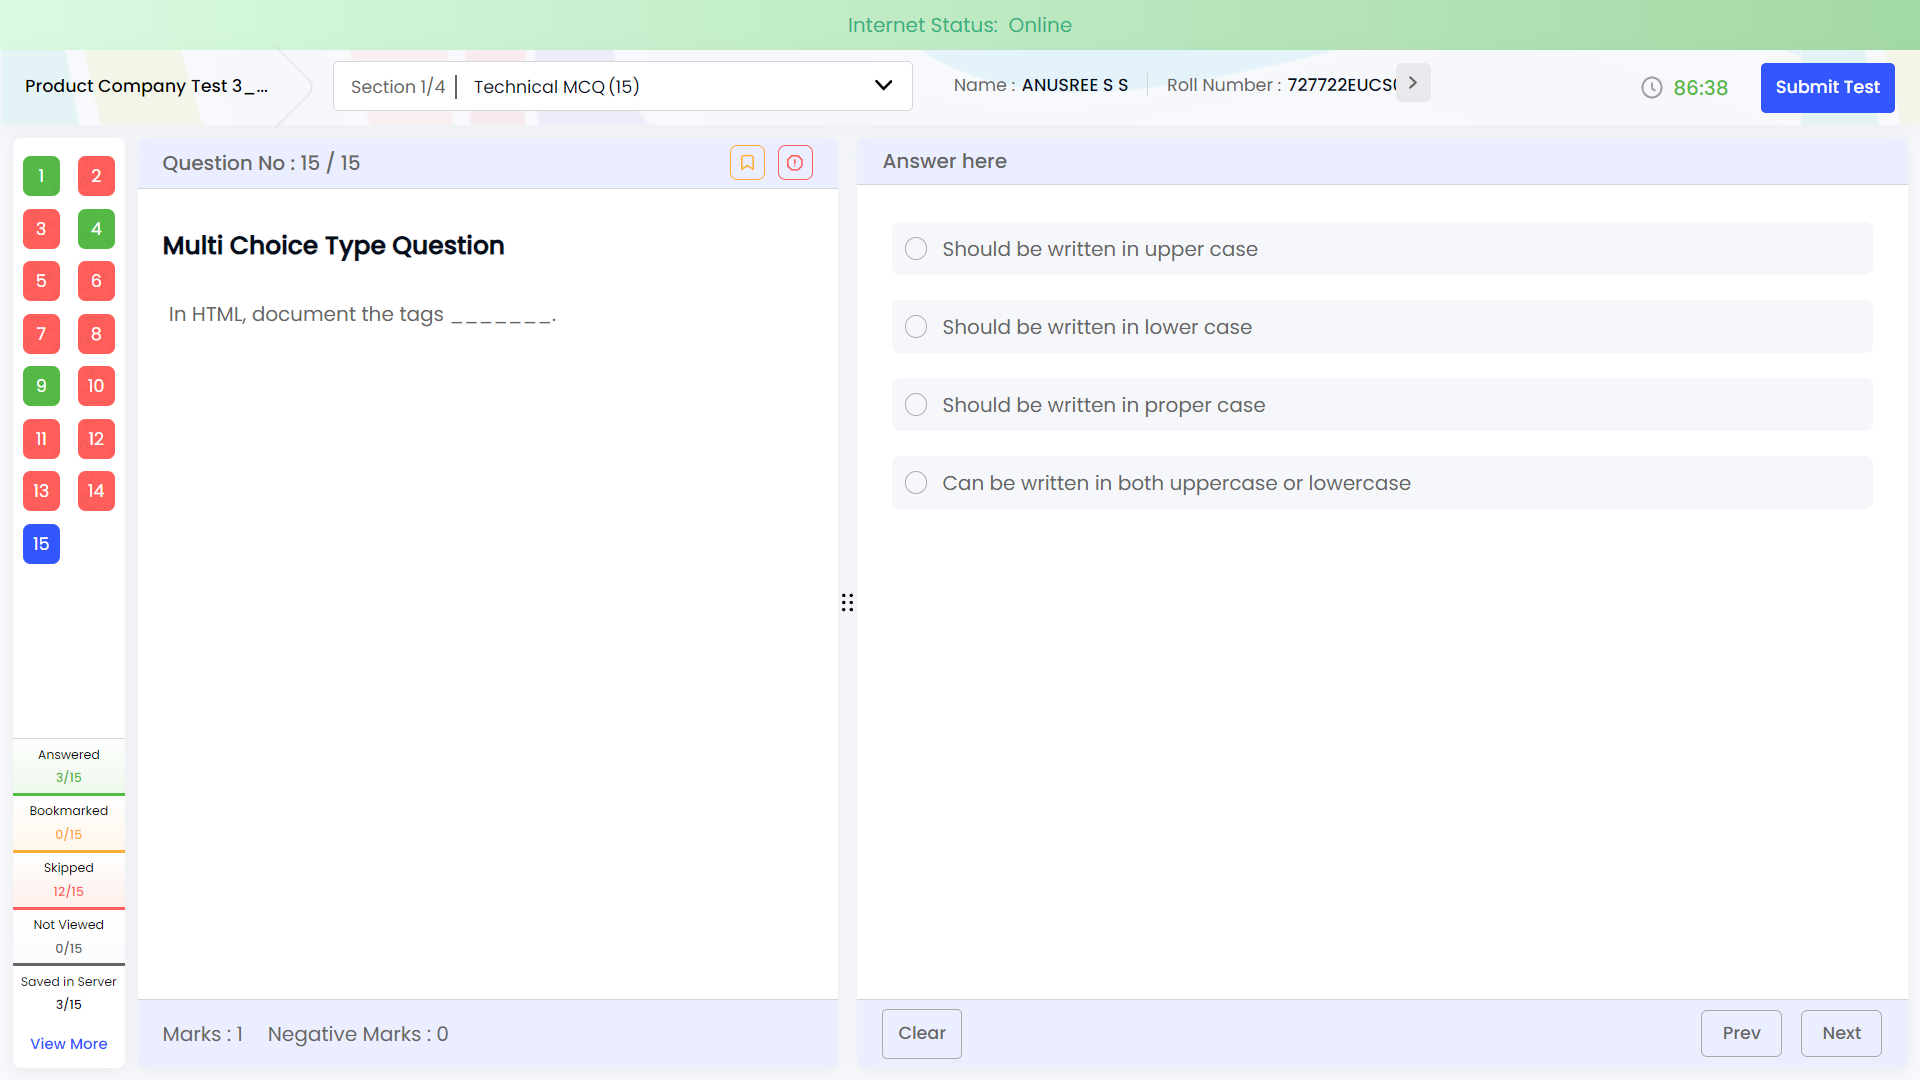 Internet Status: Online
Product Company Test 3_...
Section 1/4 | Technical MCQ (15)
Name : ANUSREE S S
Roll Number : 727722EUCS
86:38
Submit Test
1 2
3 4
5 6
7 8
9 10
11 12
13 14
15
Answered
3/15
Bookmarked
0/15
Skipped
12/15
Not Viewed
0/15
Saved in Server
3/15
View More
Question No : 15 / 15
Multi Choice Type Question
In HTML, document the tags _______.
Marks : 1 Negative Marks : 0
Answer here
Should be written in upper case
Should be written in lower case
Should be written in proper case
Can be written in both uppercase or lowercase
Clear
Prev
Next